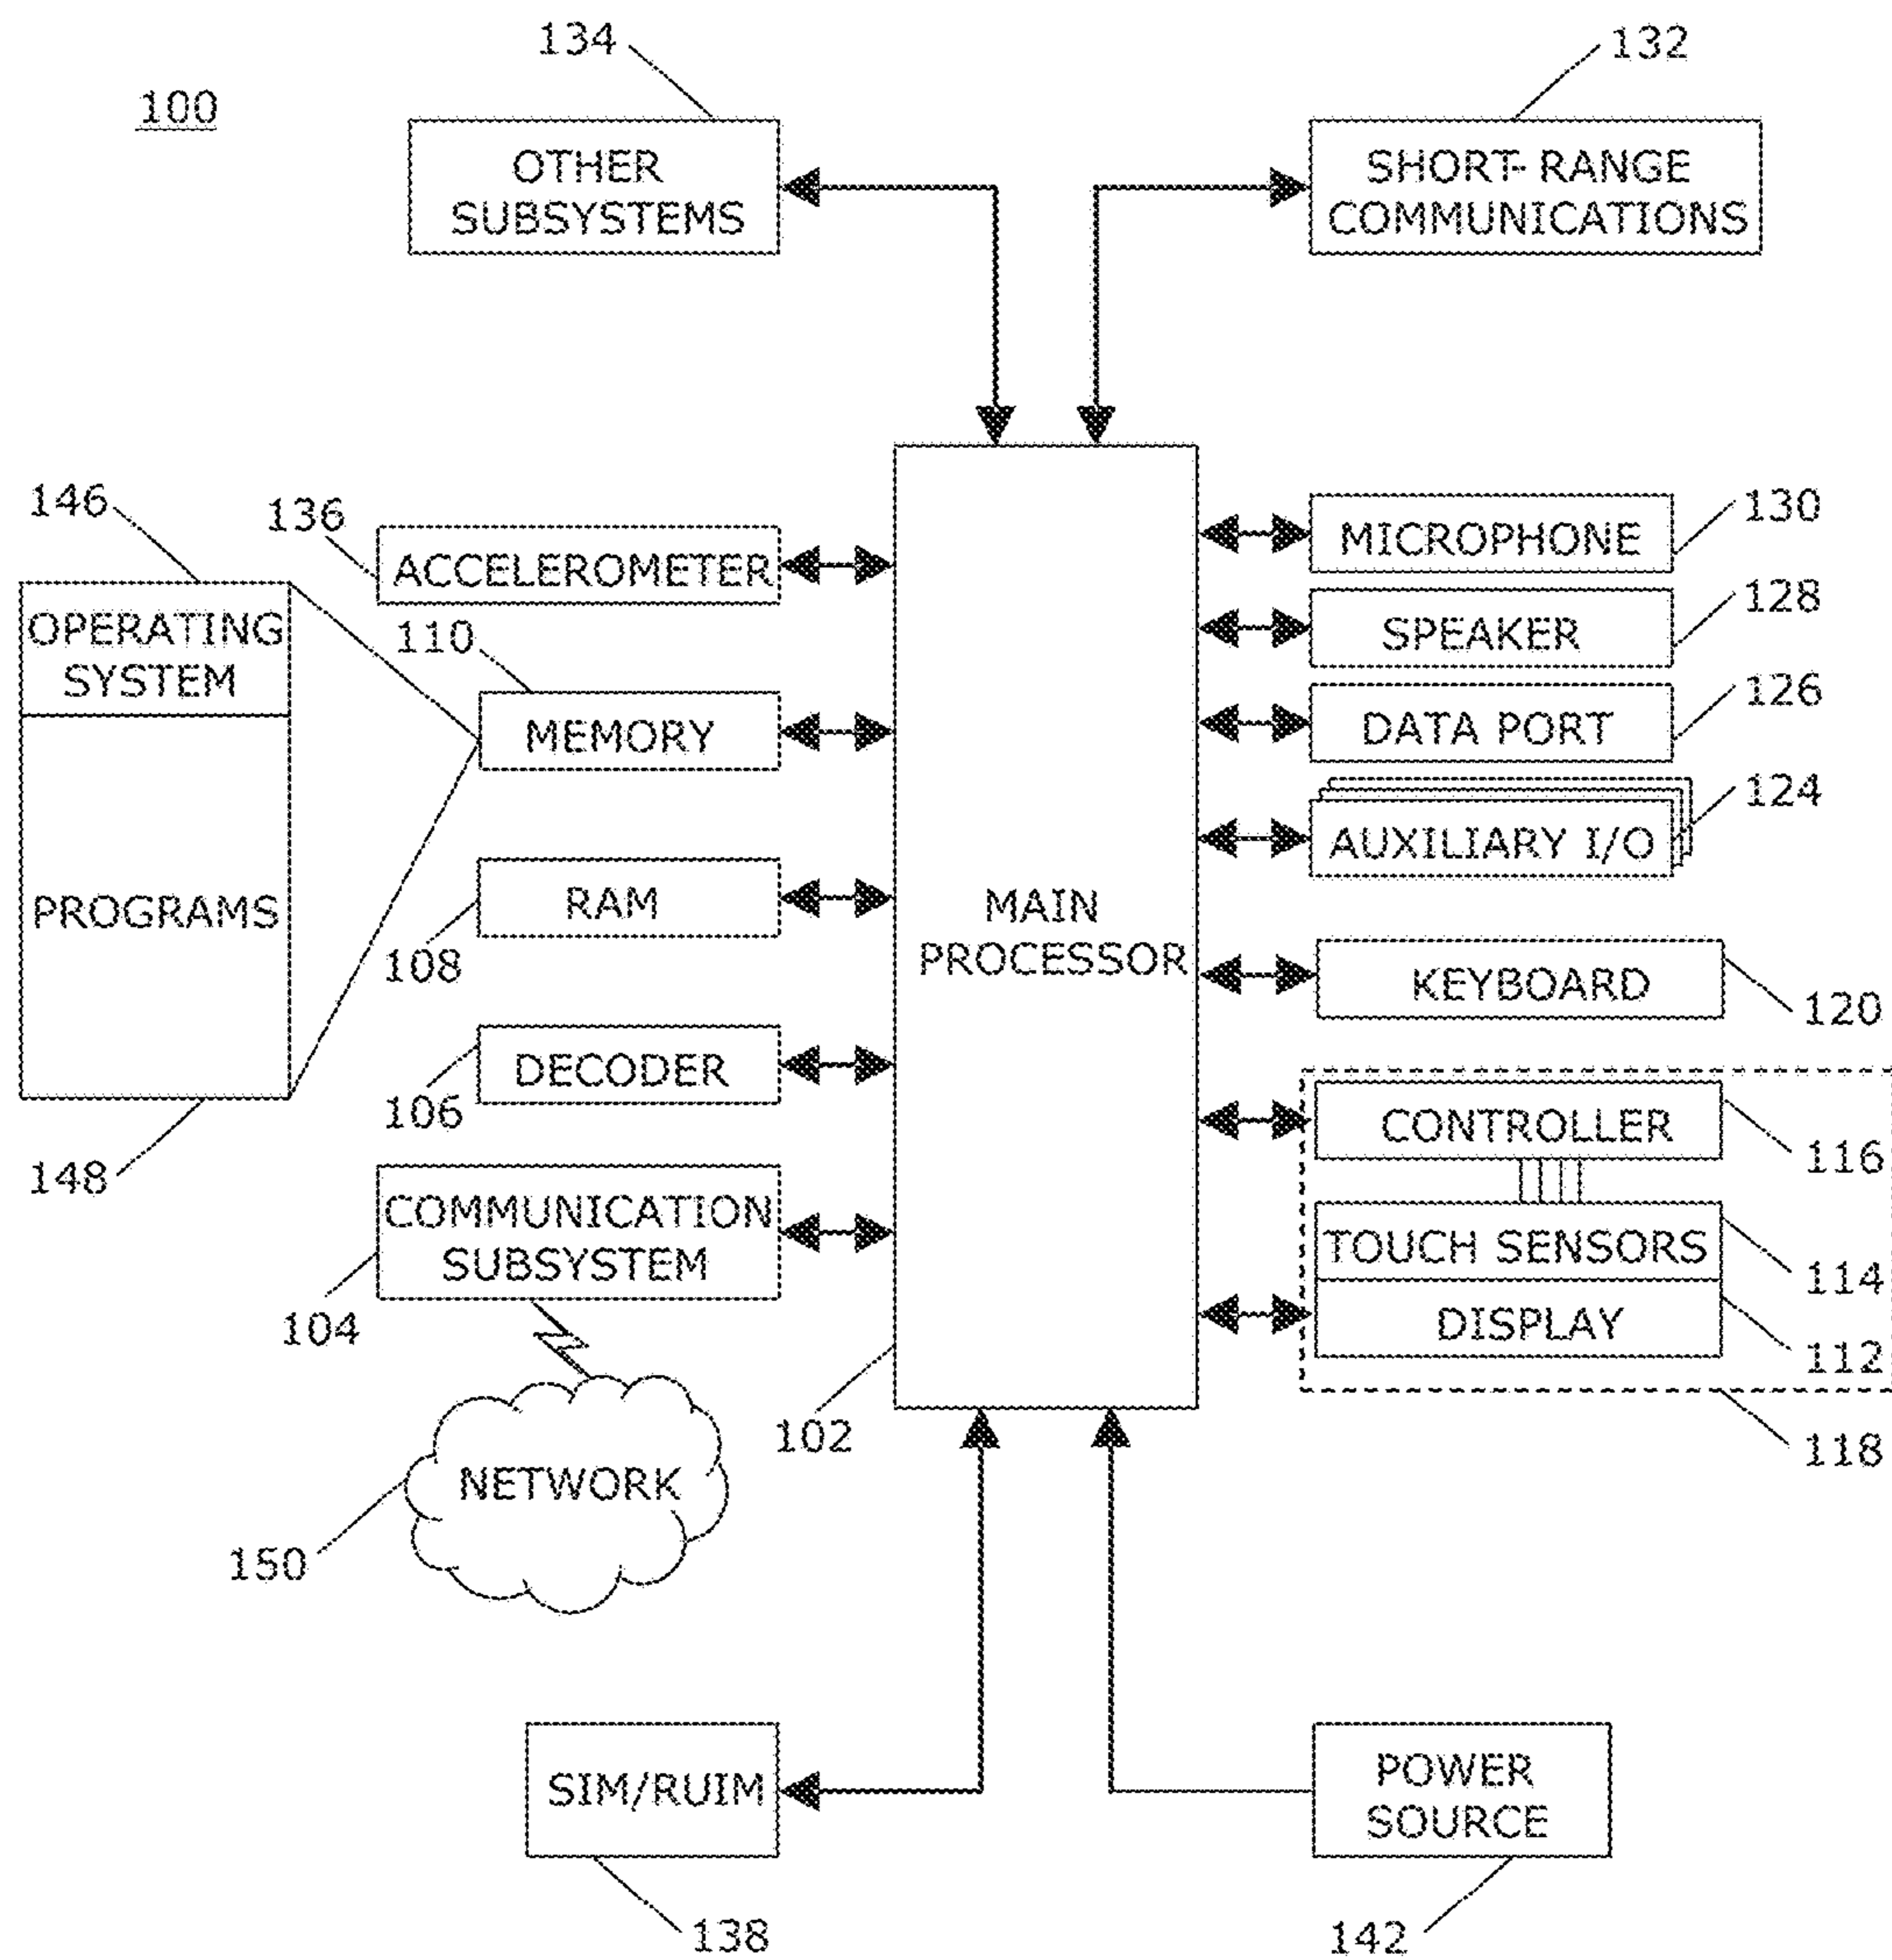 134
132
100
OTHER
SUBSYSTEMS
SHORT-RANGE
COMMUNICATIONS
146
136
ACCELEROMETER
MICROPHONE
130
OPERATING
SYSTEM
110
MEMORY
SPEAKER
128
DATA PORT
126
AUXILIARY I/O
124
PROGRAMS
RAM
108
MAIN
PROCESSOR
KEYBOARD
120
DECODER
106
CONTROLLER
116
148
COMMUNICATION
SUBSYSTEM
104
TOUCH SENSORS
114
DISPLAY
112
102
118
NETWORK
150
SIM/RUIM
138
POWER
SOURCE
142